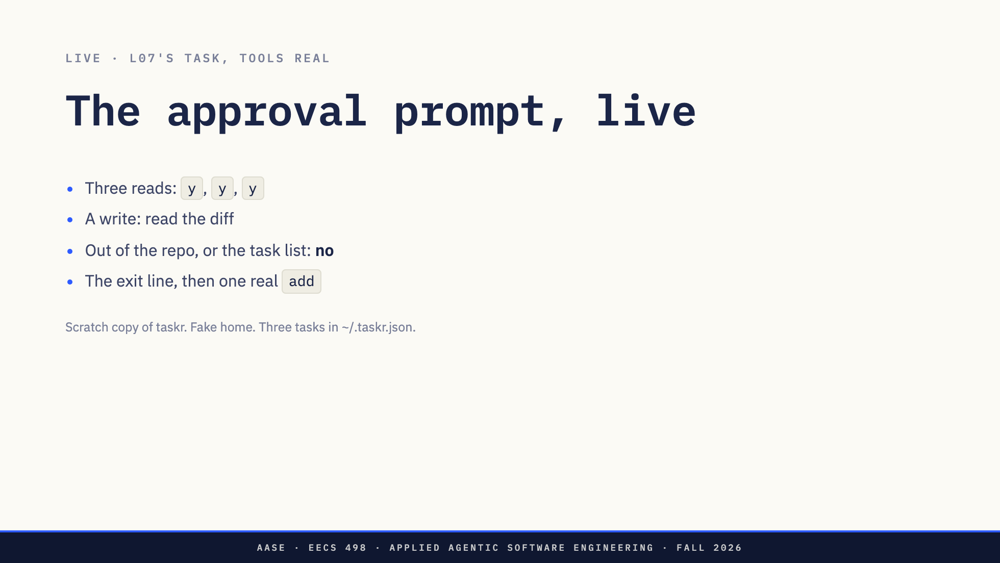 LIVE · L07'S TASK, TOOLS REAL
The approval prompt, live
• Three reads: y, y, y
• A write: read the diff
• Out of the repo, or the task list: no
• The exit line, then one real add
Scratch copy of taskr. Fake home. Three tasks in ~/.taskr.json.
AASE · EECS 498 · APPLIED AGENTIC SOFTWARE ENGINEERING · FALL 2026